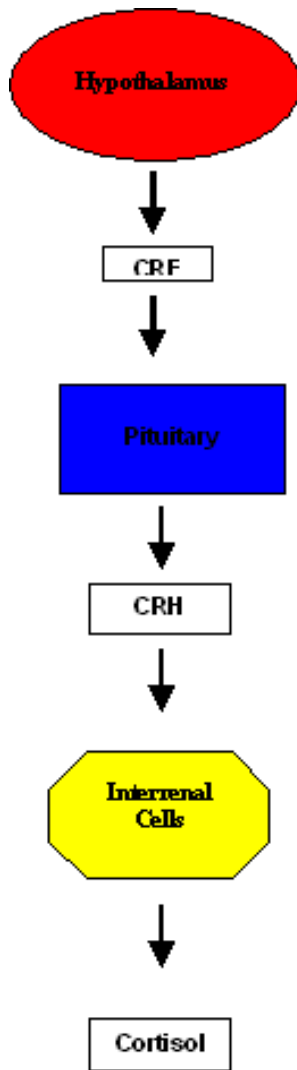 Hypothalamus
CRF
Pituitary
CRH
Interrenal
Cells
Cortisol